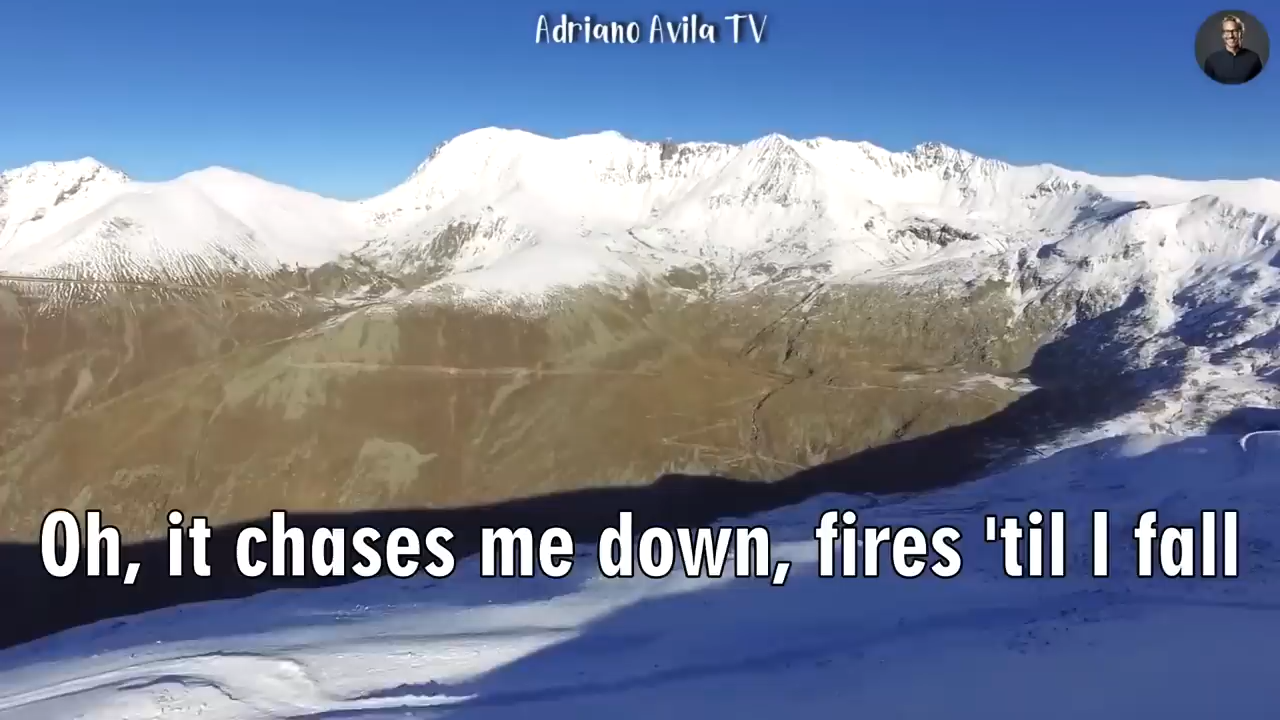 Adriano Avila TV
Oh, it chases me down, fires 'til I fall